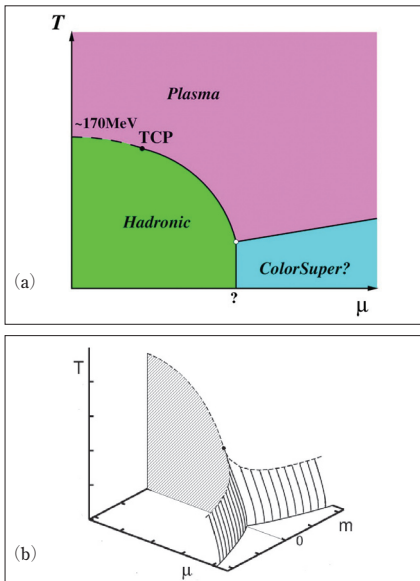 T
Plasma
~170MeV
TCP
Hadronic
ColorSuper?
(a)
?
μ
T
0
m
μ
(b)